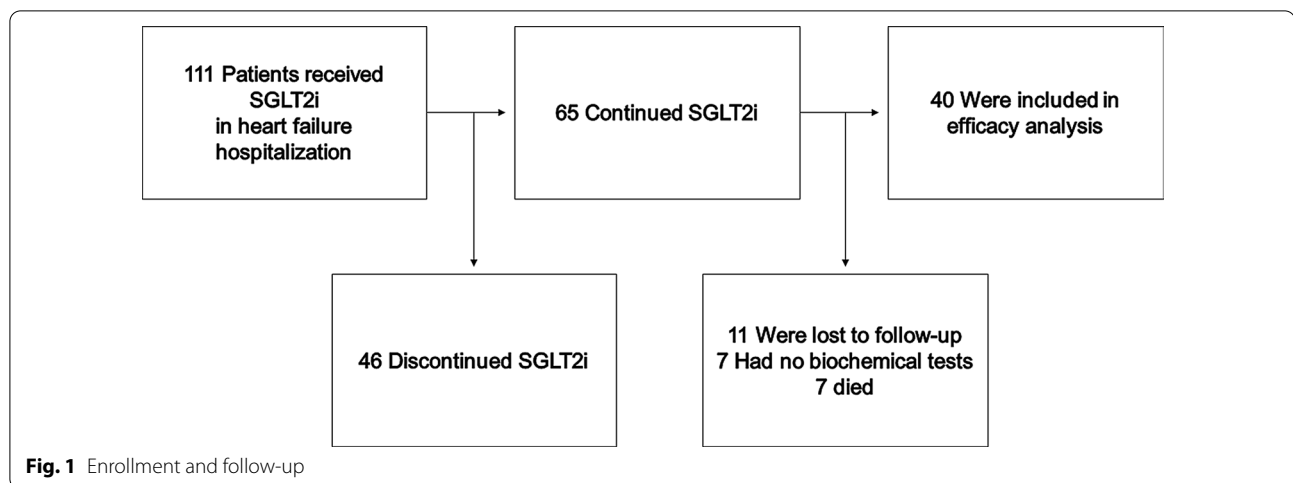 111 Patients received
SGLT2i
in heart failure
hospitalization
65 Continued SGLT2i
40 Were included in
efficacy analysis
46 Discontinued SGLT2i
11 Were lost to follow-up
7 Had no biochemical tests
7 died
Fig. 1 Enrollment and follow-up